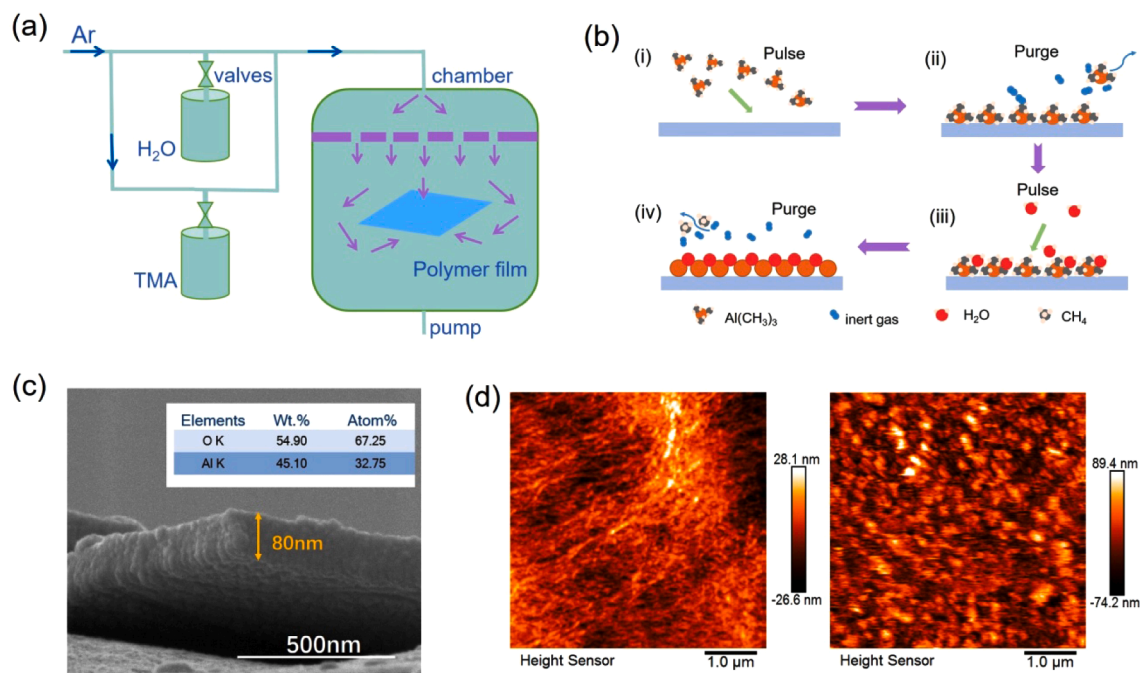 (a)
Ar
valves
H₂O
TMA
chamber
Polymer film
pump
(b)
(i)
Pulse
(ii)
Purge
Pulse
(iii)
(iv)
Purge
Al(CH₃)₃
inert gas
H₂O
CH₄
(c)
Elements Wt.% Atom%
O K 54.90 67.25
Al K 45.10 32.75
80nm
500nm
(d)
28.1 nm
-26.6 nm
Height Sensor
1.0 µm
89.4 nm
-74.2 nm
Height Sensor
1.0 µm